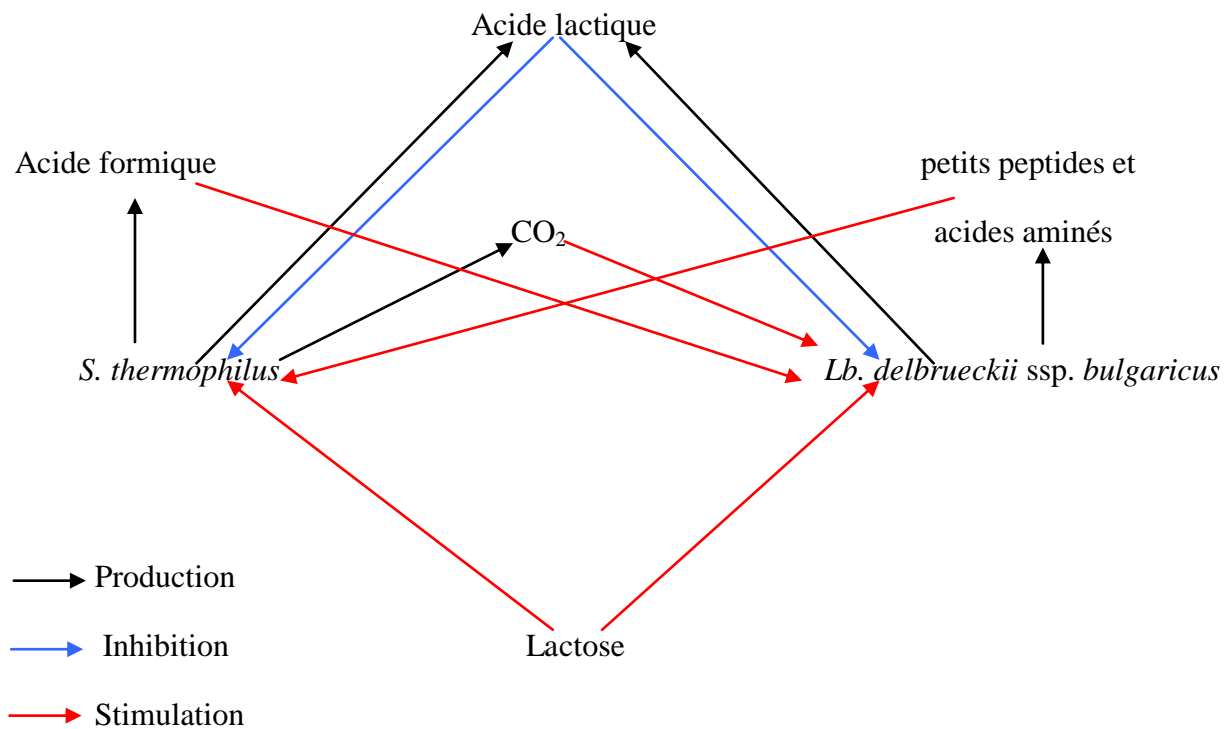 Acide lactique
Acide formique
petits peptides et
acides aminés
CO₂
S. thermophilus
Lb. delbrueckii ssp. bulgaricus
Production
Inhibition
Lactose
Stimulation